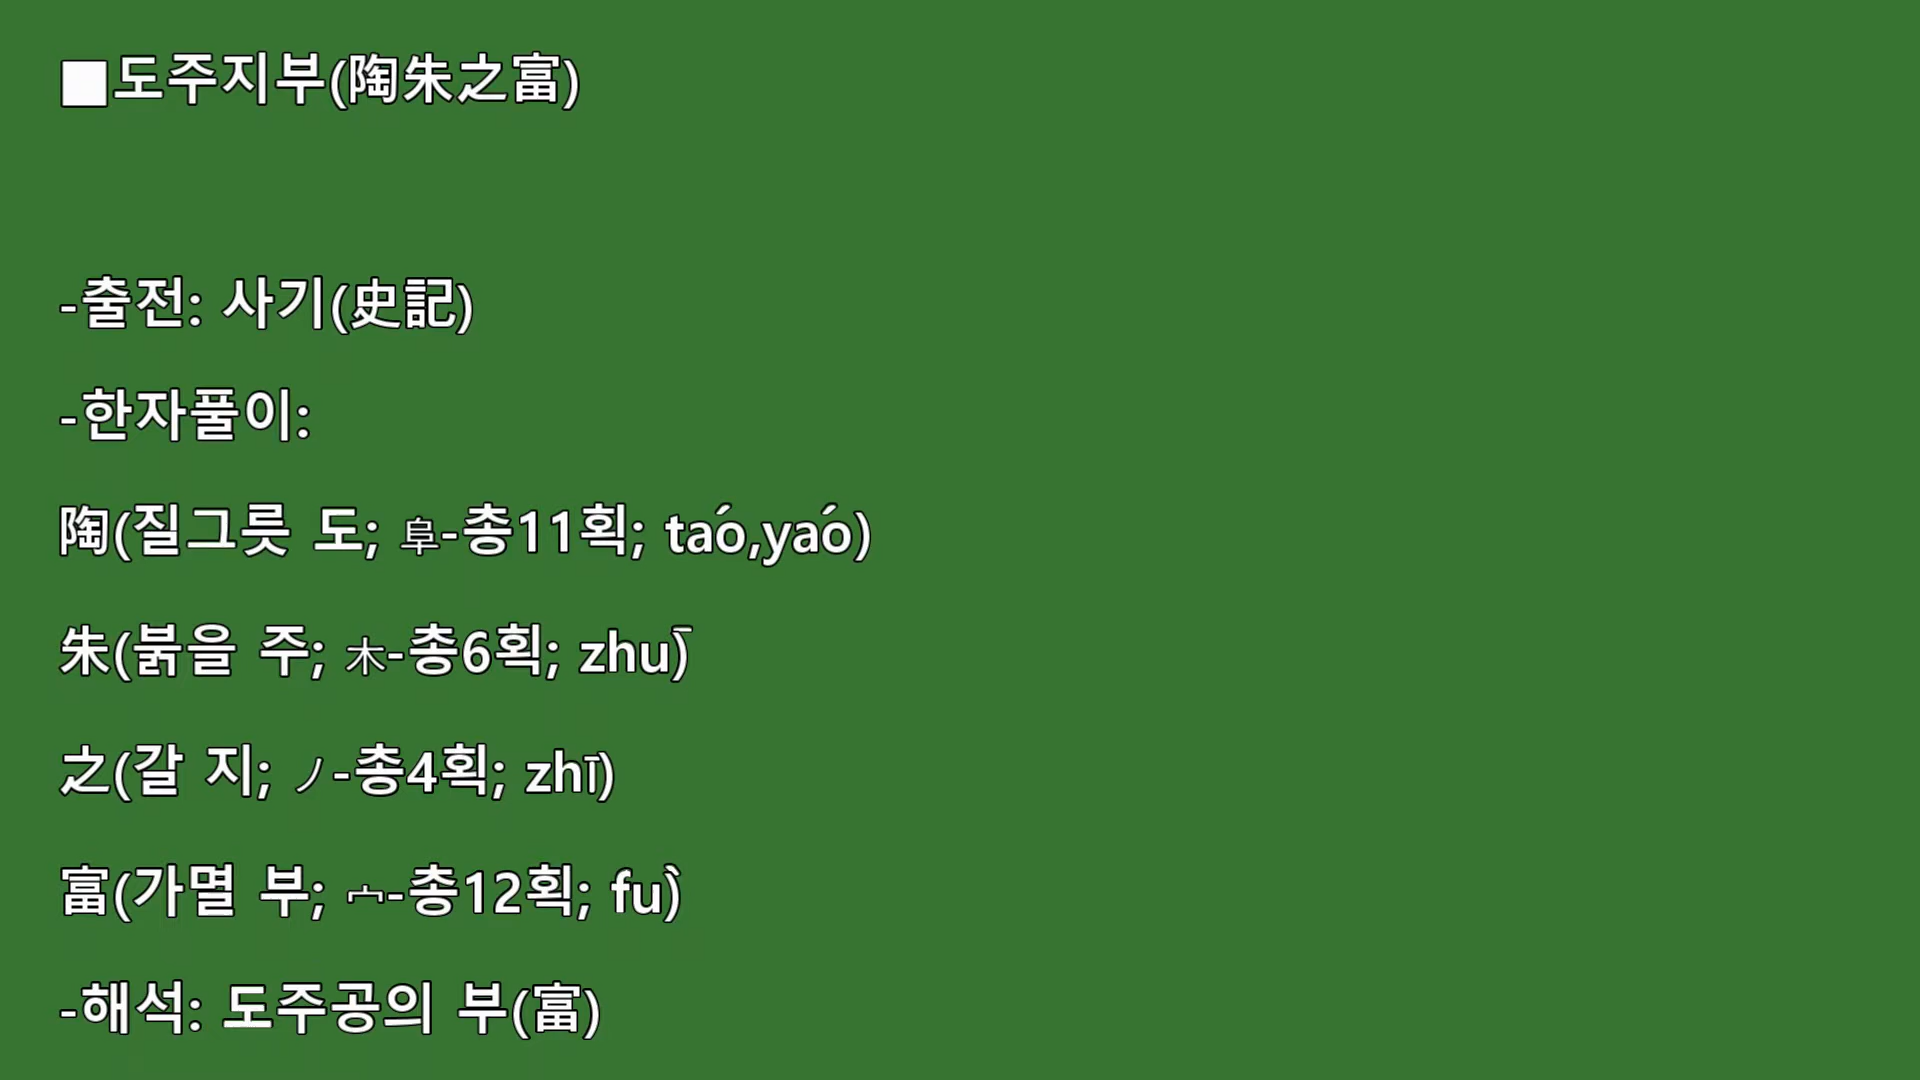 ■도주지부(陶朱之富)
-출전: 사기(史記)
-한자풀이:
陶(질그릇 도; 阜-총11획; taó,yaó)
朱(붉을 주; 木-총6획; zhu)̄
之(갈 지; ノ-총4획; zhī)
富(가멸 부; 宀-총12획; fu)̀
-해석: 도주공의 부(富)